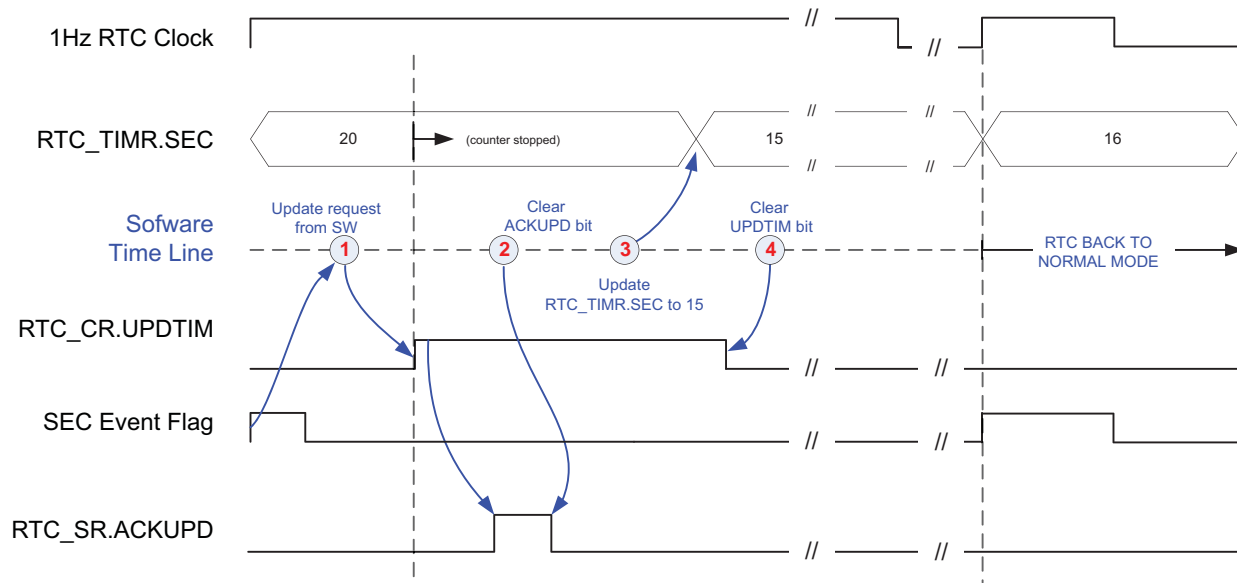 1Hz RTC Clock
//
//
RTC_TIMR.SEC
20
(counter stopped)
//
15
//
16
//
//
Sofware
Time Line
Update request
from SW
1
Clear
ACKUPD bit
2
3
Update
RTC_TIMR.SEC to 15
Clear
UPDTIM bit
4
RTC BACK TO
NORMAL MODE
RTC_CR.UPDTIM
//
//
SEC Event Flag
//
//
RTC_SR.ACKUPD
//
//